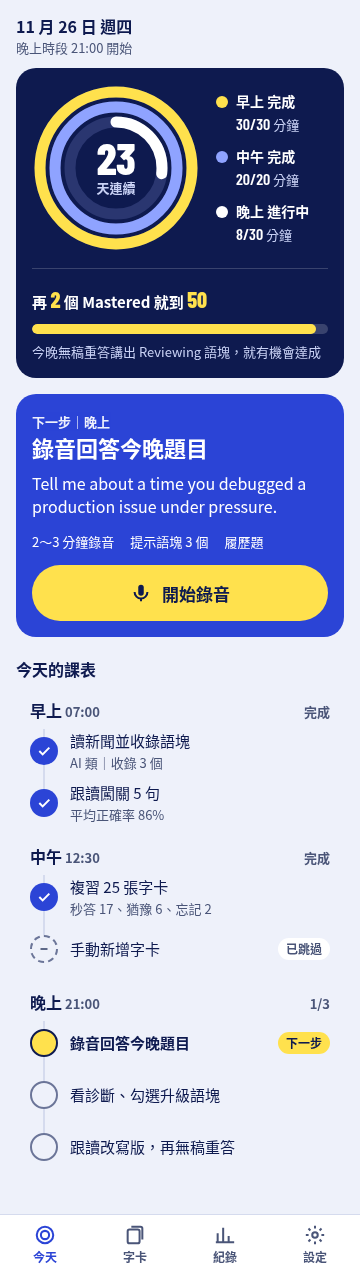 11 月 26 日 週四
晚上時段 21:00 開始
23
天連續
早上 完成
30/30 分鐘
中午 完成
20/20 分鐘
晚上 進行中
8/30 分鐘
再 2 個 Mastered 就到 50
今晚無稿重答講出 Reviewing 語塊，就有機會達成
下一步｜晚上
錄音回答今晚題目
Tell me about a time you debugged a
production issue under pressure.
2～3 分鐘錄音 提示語塊 3 個 履歷題
開始錄音
今天的課表
早上 07:00 完成
讀新聞並收錄語塊
AI 類｜收錄 3 個
跟讀闖關 5 句
平均正確率 86%
中午 12:30 完成
複習 25 張字卡
秒答 17、猶豫 6、忘記 2
手動新增字卡 已跳過
晚上 21:00 1/3
錄音回答今晚題目 下一步
看診斷、勾選升級語塊
跟讀改寫版，再無稿重答
今天 字卡 紀錄 設定